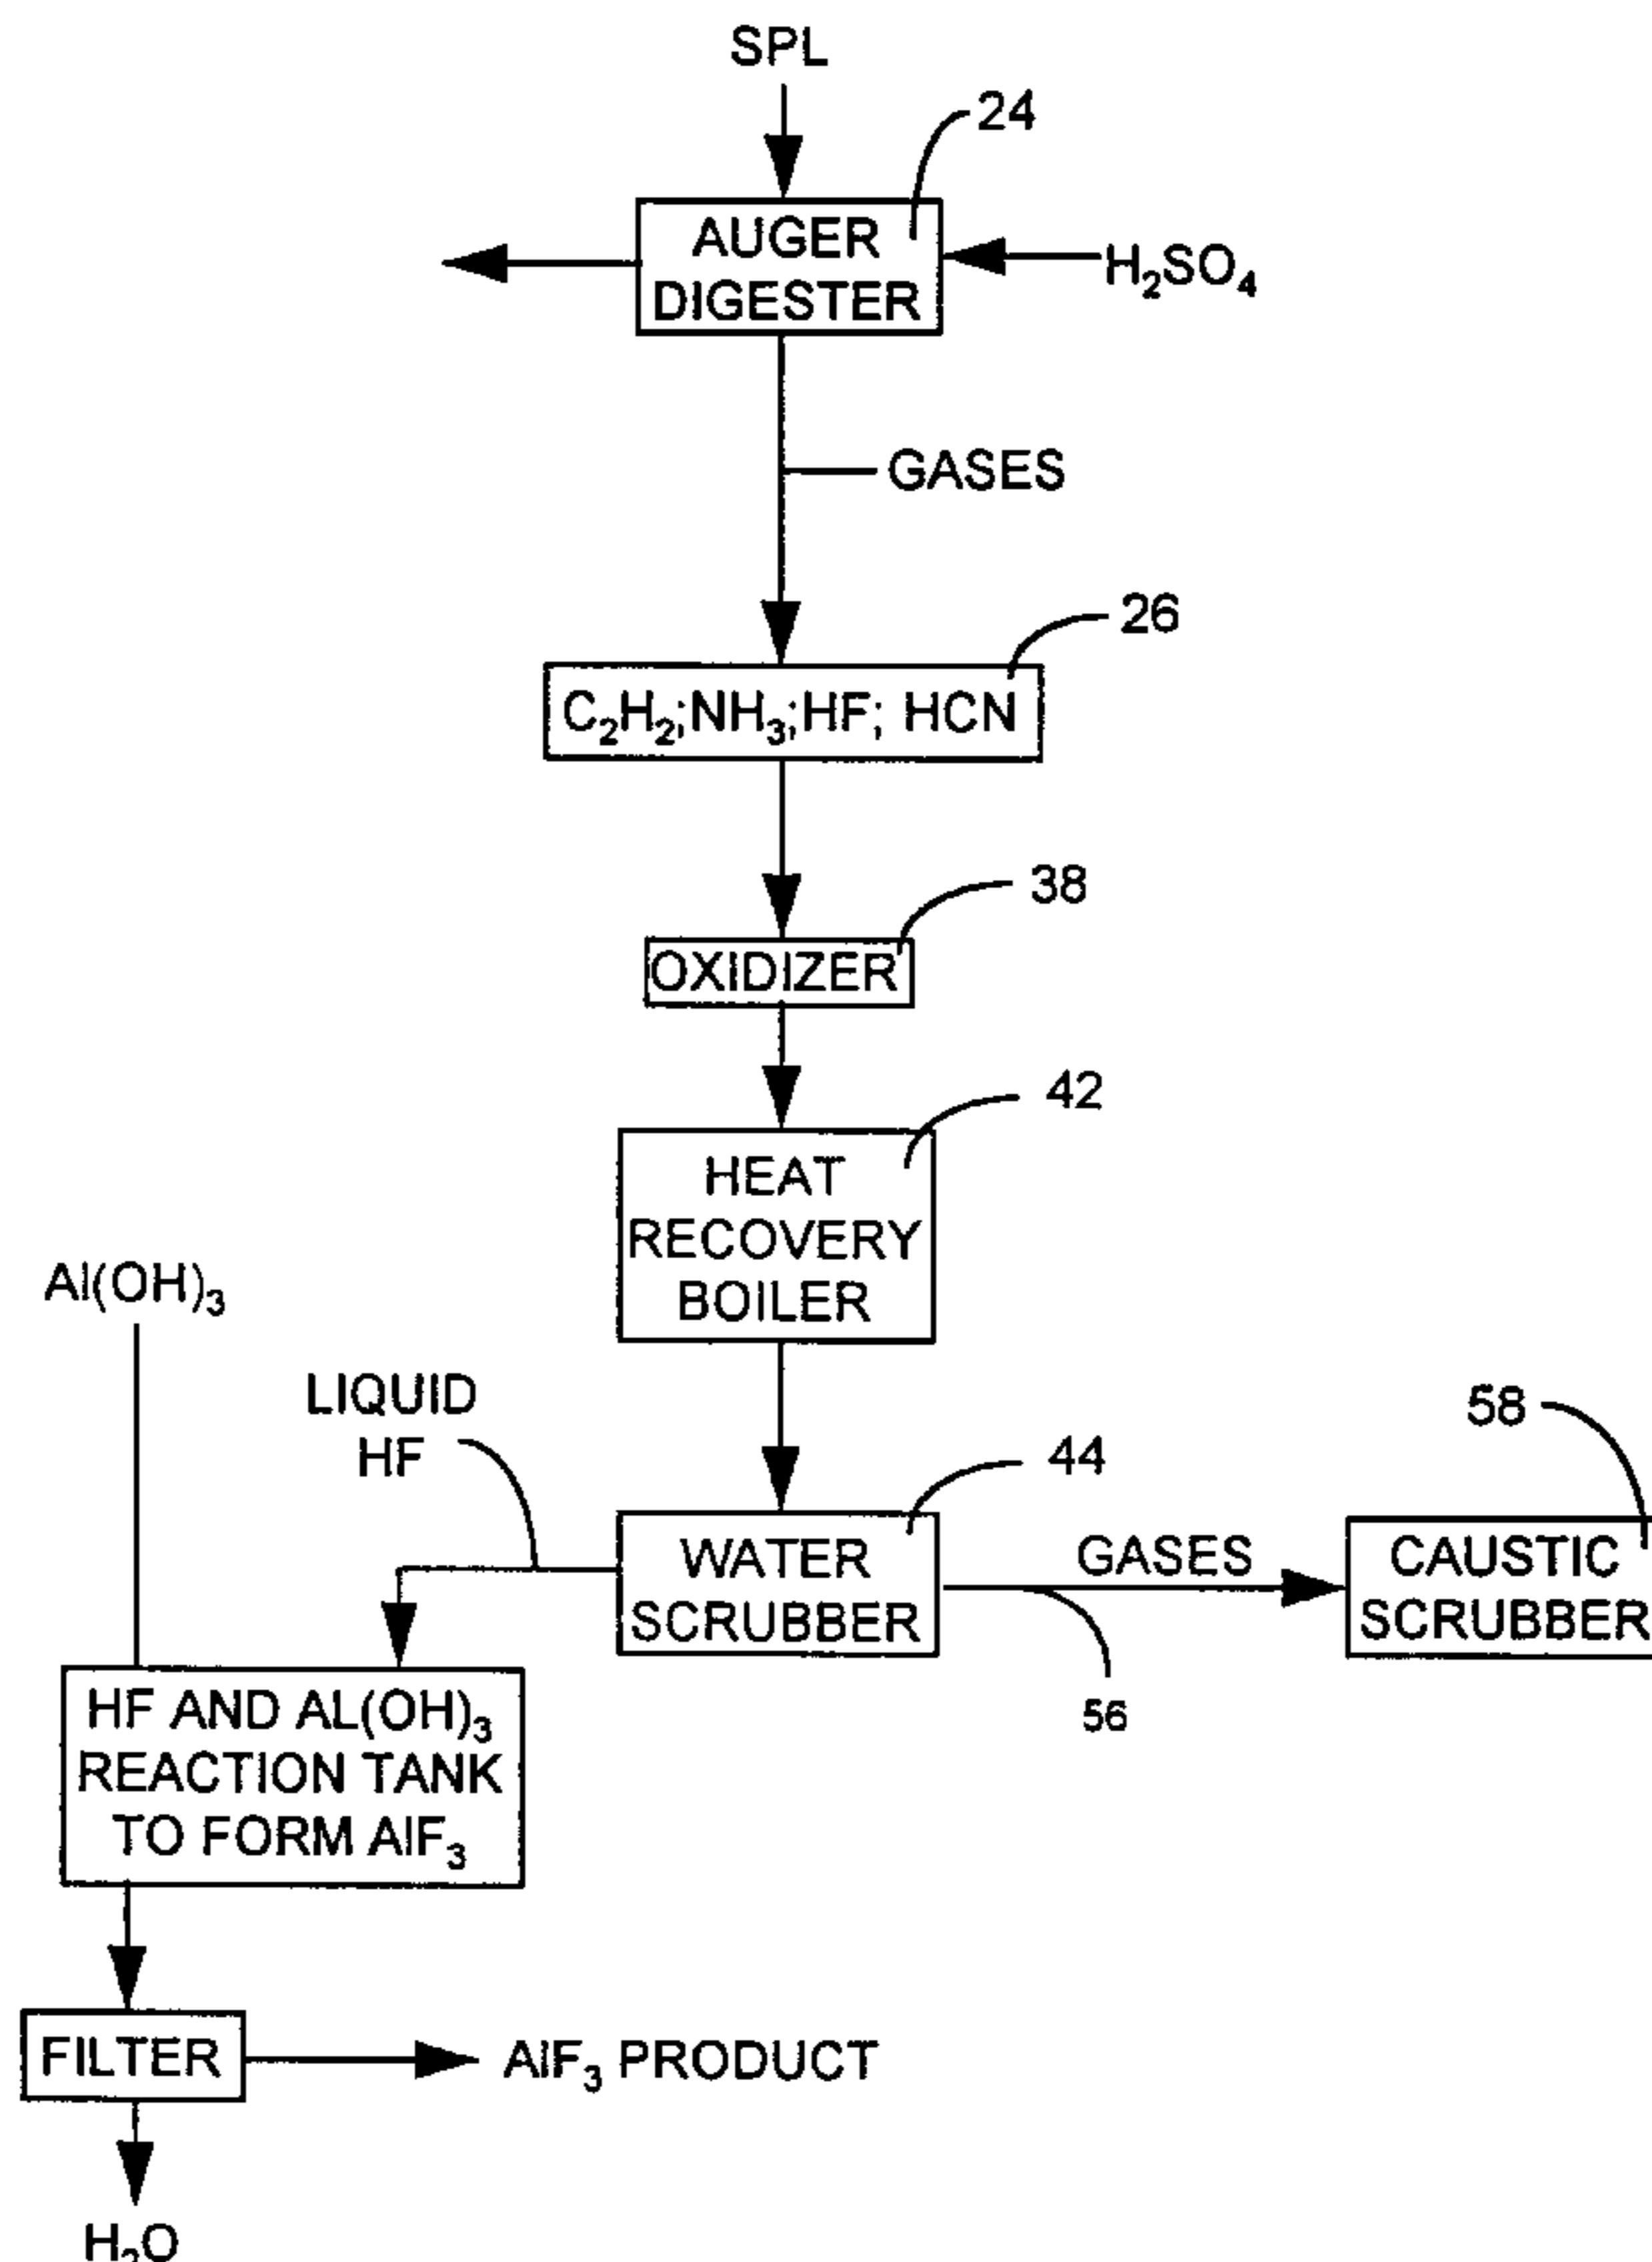 SPL
24
AUGER
DIGESTER
H₂SO₄
GASES
26
C₂H₂;NH₃;HF; HCN
38
OXIDIZER
42
HEAT
RECOVERY
BOILER
Al(OH)₃
LIQUID
HF
44
58
WATER
SCRUBBER
GASES
CAUSTIC
SCRUBBER
56
HF AND AL(OH)₃
REACTION TANK
TO FORM AlF₃
FILTER
AlF₃ PRODUCT
H₂O